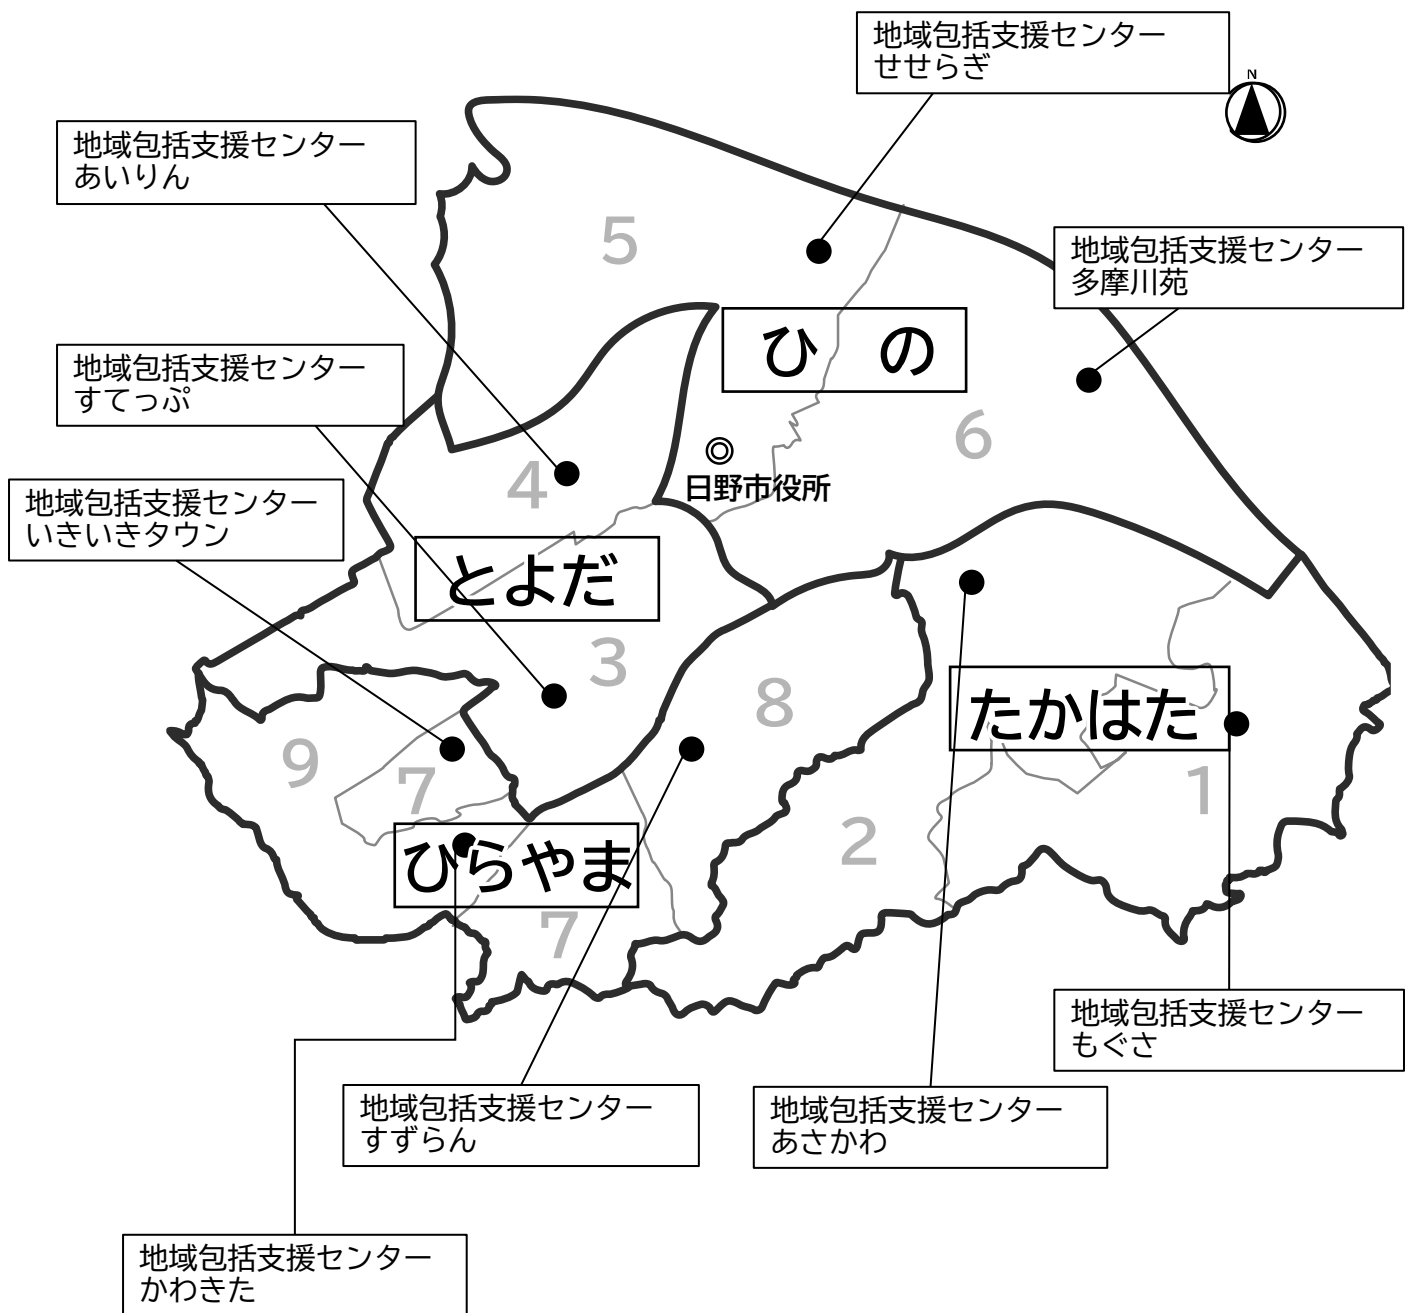 地域包括支援センター
せせらぎ
N
地域包括支援センター
あいりん
5
地域包括支援センター
多摩川苑
ひ の
地域包括支援センター
すてっぷ
6
4
日野市役所
地域包括支援センター
いきいきタウン
とよだ
3
8
たかはた
9
7
1
2
ひらやま
7
地域包括支援センター
もぐさ
地域包括支援センター
すずらん
地域包括支援センター
あさかわ
地域包括支援センター
かわきた